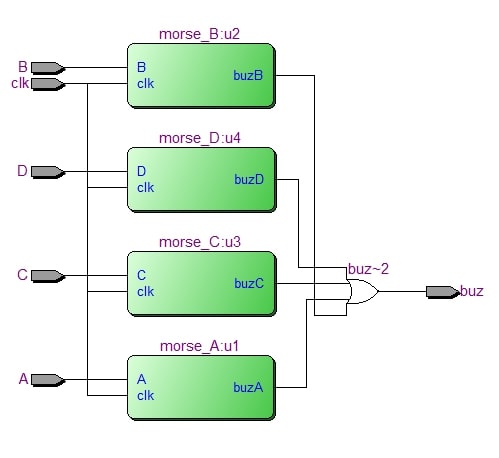 morse_B:u2
B
clk
B
clk
buzB
morse_D:u4
D
D
clk
buzD
morse_C:u3
C
C
clk
buzC
buz~2
buz
morse_A:u1
A
A
clk
buzA